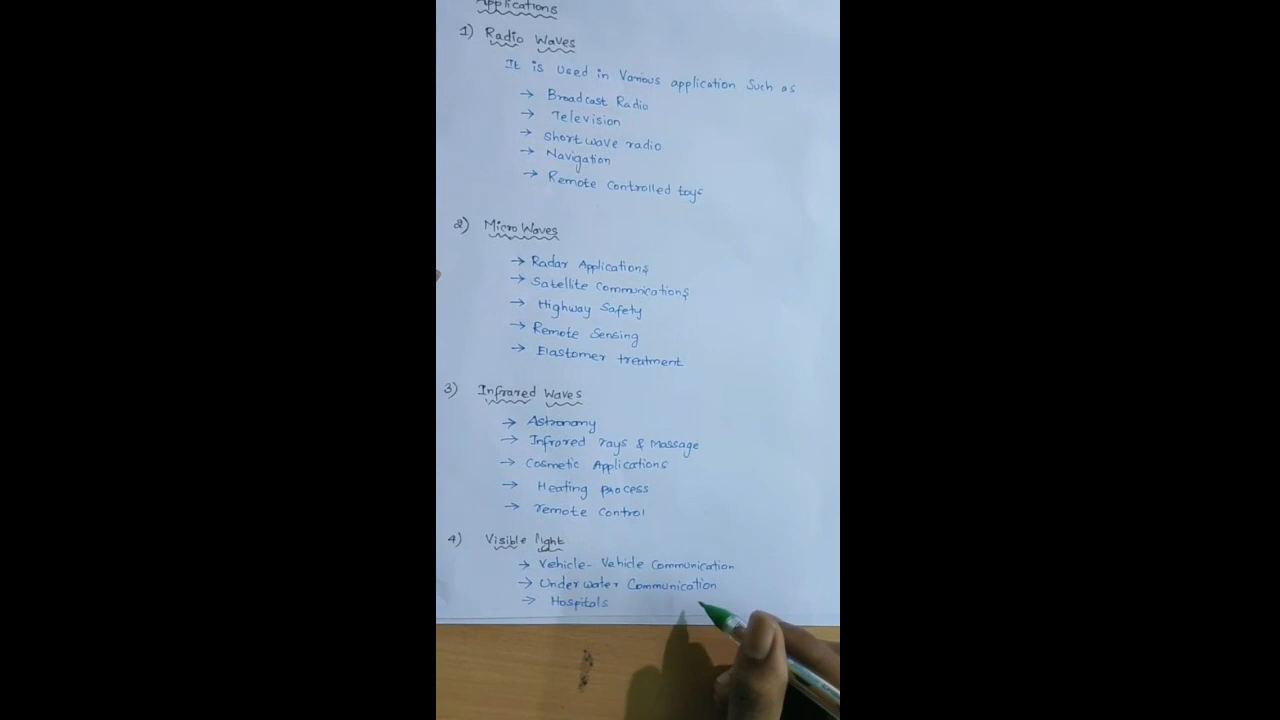 Applications
1) Radio Waves
It is used in Various application Such as
→ Broadcast Radio
→ Television
→ Short wave radio
→ Navigation
→ Remote Controlled toys
2) Micro Waves
→ Radar Applications
→ Satellite Communications
→ Highway Safety
→ Remote Sensing
→ Elastomer treatment
3) Infrared Waves
→ Astronomy
→ Infrared rays & Massage
→ Cosmetic Applications
→ Heating process
→ remote control
4) Visible light
→ Vehicle - Vehicle Communication
→ Under water Communication
→ Hospitals